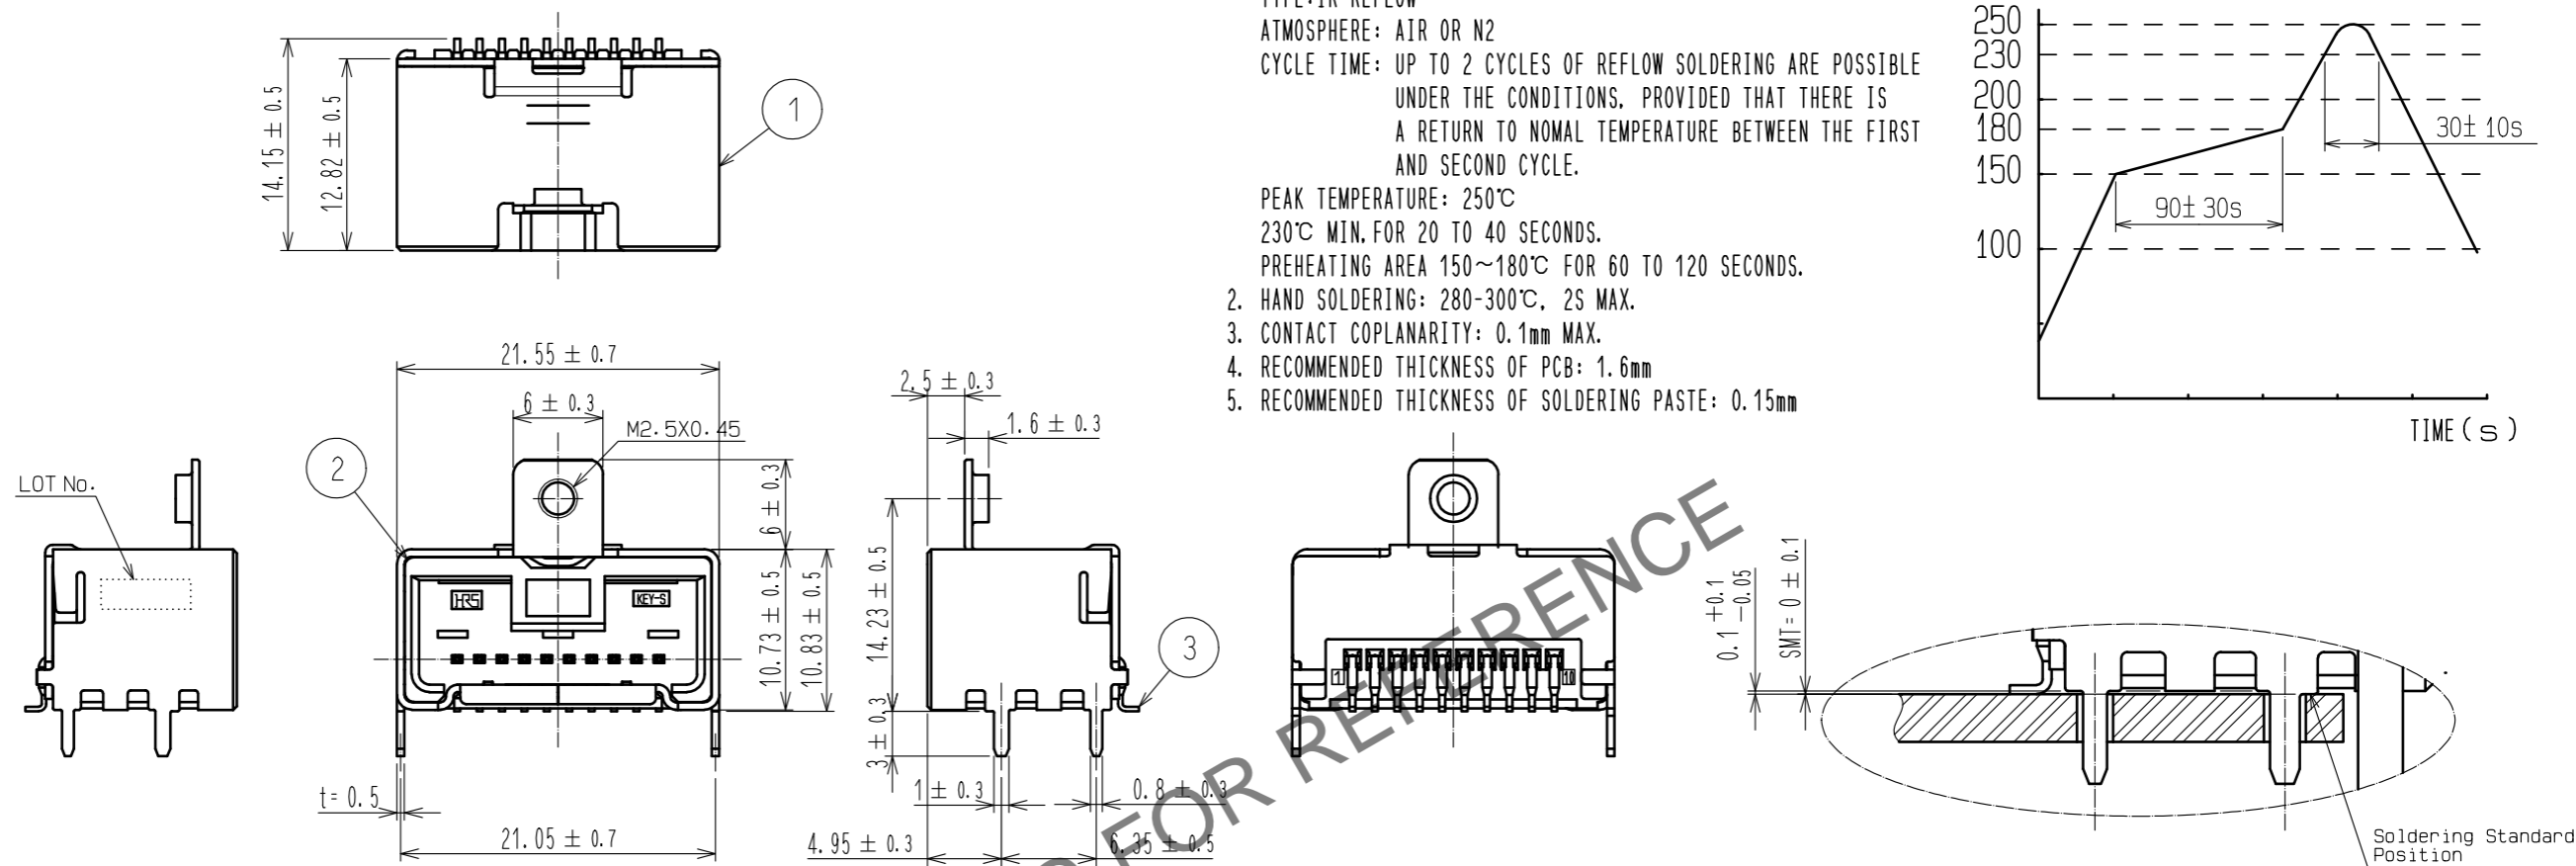 TYPE:IR REFLOW
ATMOSPHERE: AIR OR N2
CYCLE TIME: UP TO 2 CYCLES OF REFLOW SOLDERING ARE POSSIBLE
UNDER THE CONDITIONS, PROVIDED THAT THERE IS
A RETURN TO NOMAL TEMPERATURE BETWEEN THE FIRST
AND SECOND CYCLE.
PEAK TEMPERATURE: 250℃
230℃ MIN, FOR 20 TO 40 SECONDS.
PREHEATING AREA 150~180℃ FOR 60 TO 120 SECONDS.
2. HAND SOLDERING: 280-300℃, 2S MAX.
3. CONTACT COPLANARITY: 0.1mm MAX.
4. RECOMMENDED THICKNESS OF PCB: 1.6mm
5. RECOMMENDED THICKNESS OF SOLDERING PASTE: 0.15mm
250
230
200
180
150
100
30± 10s
90± 30s
TIME(s)
14.15 ± 0.5
12.82 ± 0.5
1
21.55 ± 0.7
6 ± 0.3
M2.5X0.45
2
LOT No.
6 ± 0.3
10.73 ± 0.5
10.83 ± 0.5
HRS
KEY-S
t= 0.5
21.05 ± 0.7
2.5 ± 0.3
1.6 ± 0.3
14.23 ± 0.5
3 ± 0.3
3
1± 0.3
0.8 ± 0.3
4.95 ± 0.3
6.35 ± 0.5
1
10
FOR REFERENCE
0.1 +0.1 -0.05
SMT= 0 ± 0.1
Soldering Standard
Position